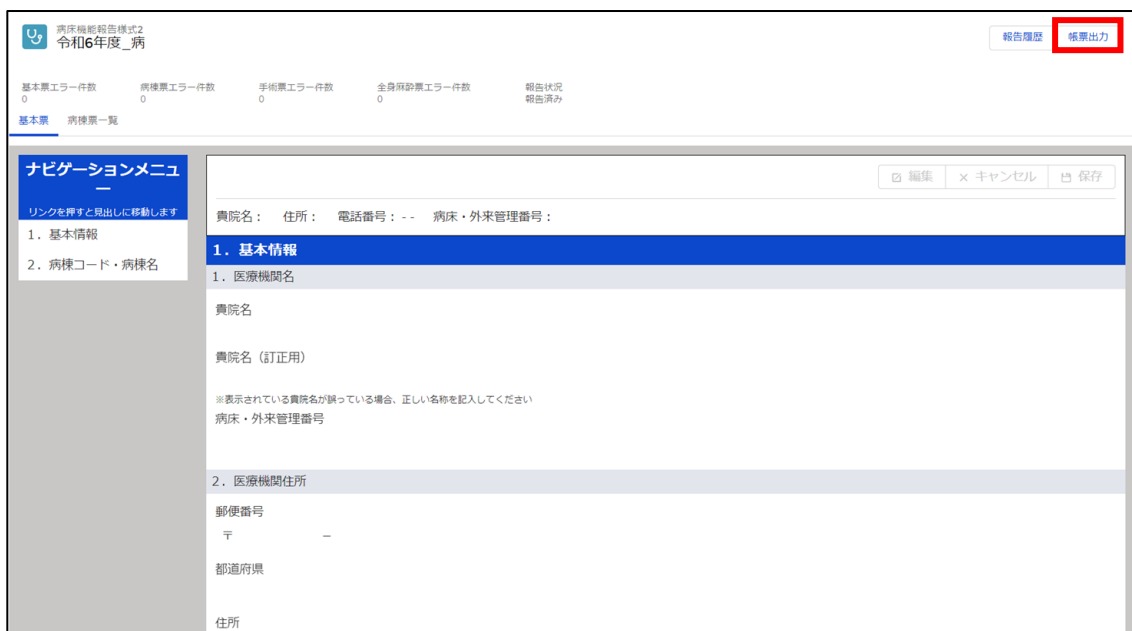 病床機能報告様式2
令和6年度_病
報告履歴 帳票出力
基本票エラー件数 病棟票エラー件数 手術票エラー件数 全身麻酔票エラー件数 報告状況
0 0 0 0 報告済み
基本票 病棟票一覧
ナビゲーションメニュ
ー
リンクを押すと見出しに移動します
1．基本情報
2．病棟コード・病棟名
編集 × キャンセル 保存
貴院名： 住所： 電話番号：- - 病床・外来管理番号：
1．基本情報
1．医療機関名
貴院名
貴院名（訂正用）
※表示されている貴院名が誤っている場合、正しい名称を記入してください
病床・外来管理番号
2．医療機関住所
郵便番号
〒 －
都道府県
住所